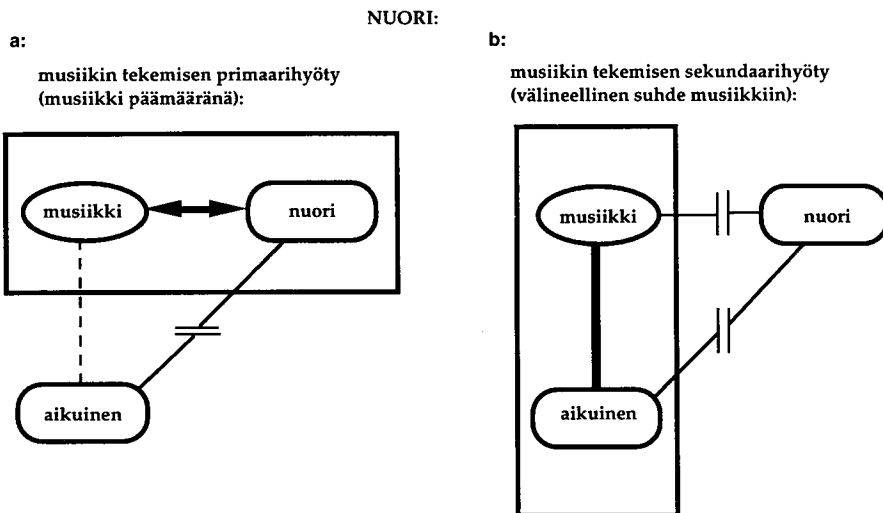 NUORI:
a:
musiikin tekemisen primaarihyöty
(musiikki päämääränä):
musiikki
nuori
aikuinen
b:
musiikin tekemisen sekundaarihyöty
(välineellinen suhde musiikkiin):
musiikki
nuori
aikuinen